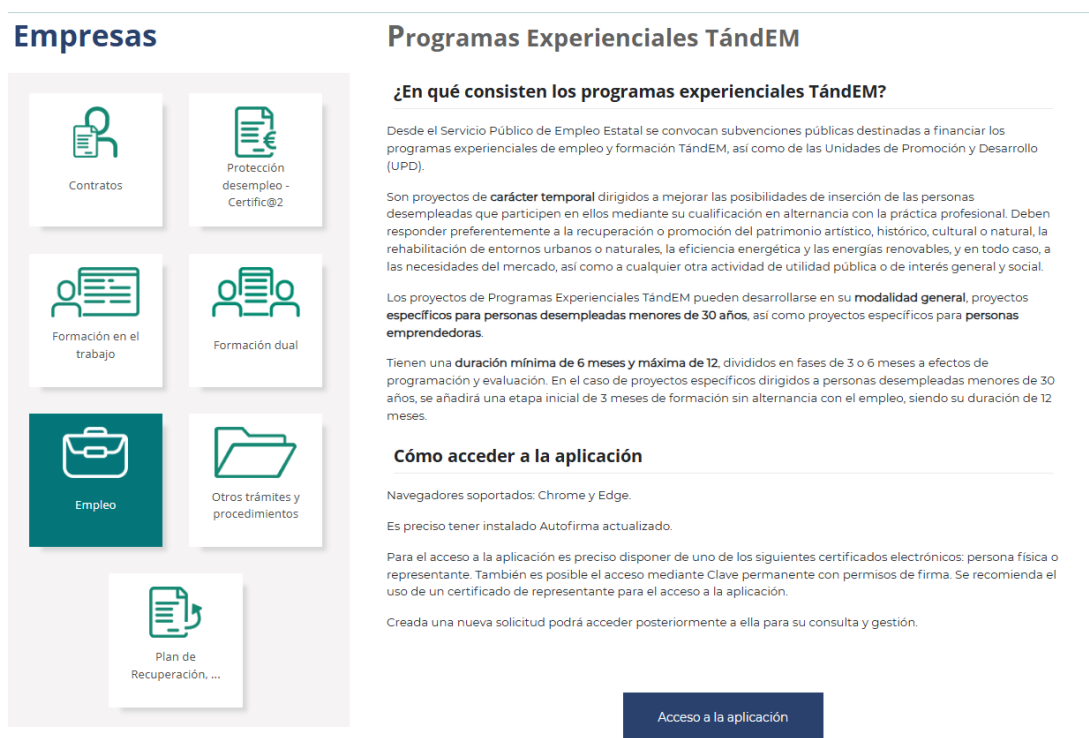 Empresas
Contratos
Protección
desempleo -
Certific@2
Formación en el
trabajo
Formación dual
Empleo
Otros trámites y
procedimientos
Plan de
Recuperación, ...
Programas Experienciales TándEM
¿En qué consisten los programas experienciales TándEM?
Desde el Servicio Público de Empleo Estatal se convocan subvenciones públicas destinadas a financiar los
programas experienciales de empleo y formación TándEM, así como de las Unidades de Promoción y Desarrollo
(UPD).
Son proyectos de carácter temporal dirigidos a mejorar las posibilidades de inserción de las personas
desempleadas que participen en ellos mediante su cualificación en alternancia con la práctica profesional. Deben
responder preferentemente a la recuperación o promoción del patrimonio artístico, histórico, cultural o natural, la
rehabilitación de entornos urbanos o naturales, la eficiencia energética y las energías renovables, y en todo caso, a
las necesidades del mercado, así como a cualquier otra actividad de utilidad pública o de interés general y social.
Los proyectos de Programas Experienciales TándEM pueden desarrollarse en su modalidad general, proyectos
específicos para personas desempleadas menores de 30 años, así como proyectos específicos para personas
emprendedoras.
Tienen una duración mínima de 6 meses y máxima de 12, divididos en fases de 3 o 6 meses a efectos de
programación y evaluación. En el caso de proyectos específicos dirigidos a personas desempleadas menores de 30
años, se añadirá una etapa inicial de 3 meses de formación sin alternancia con el empleo, siendo su duración de 12
meses.
Cómo acceder a la aplicación
Navegadores soportados: Chrome y Edge.
Es preciso tener instalado Autofirma actualizado.
Para el acceso a la aplicación es preciso disponer de uno de los siguientes certificados electrónicos: persona física o
representante. También es posible el acceso mediante Clave permanente con permisos de firma. Se recomienda el
uso de un certificado de representante para el acceso a la aplicación.
Creada una nueva solicitud podrá acceder posteriormente a ella para su consulta y gestión.
Acceso a la aplicación